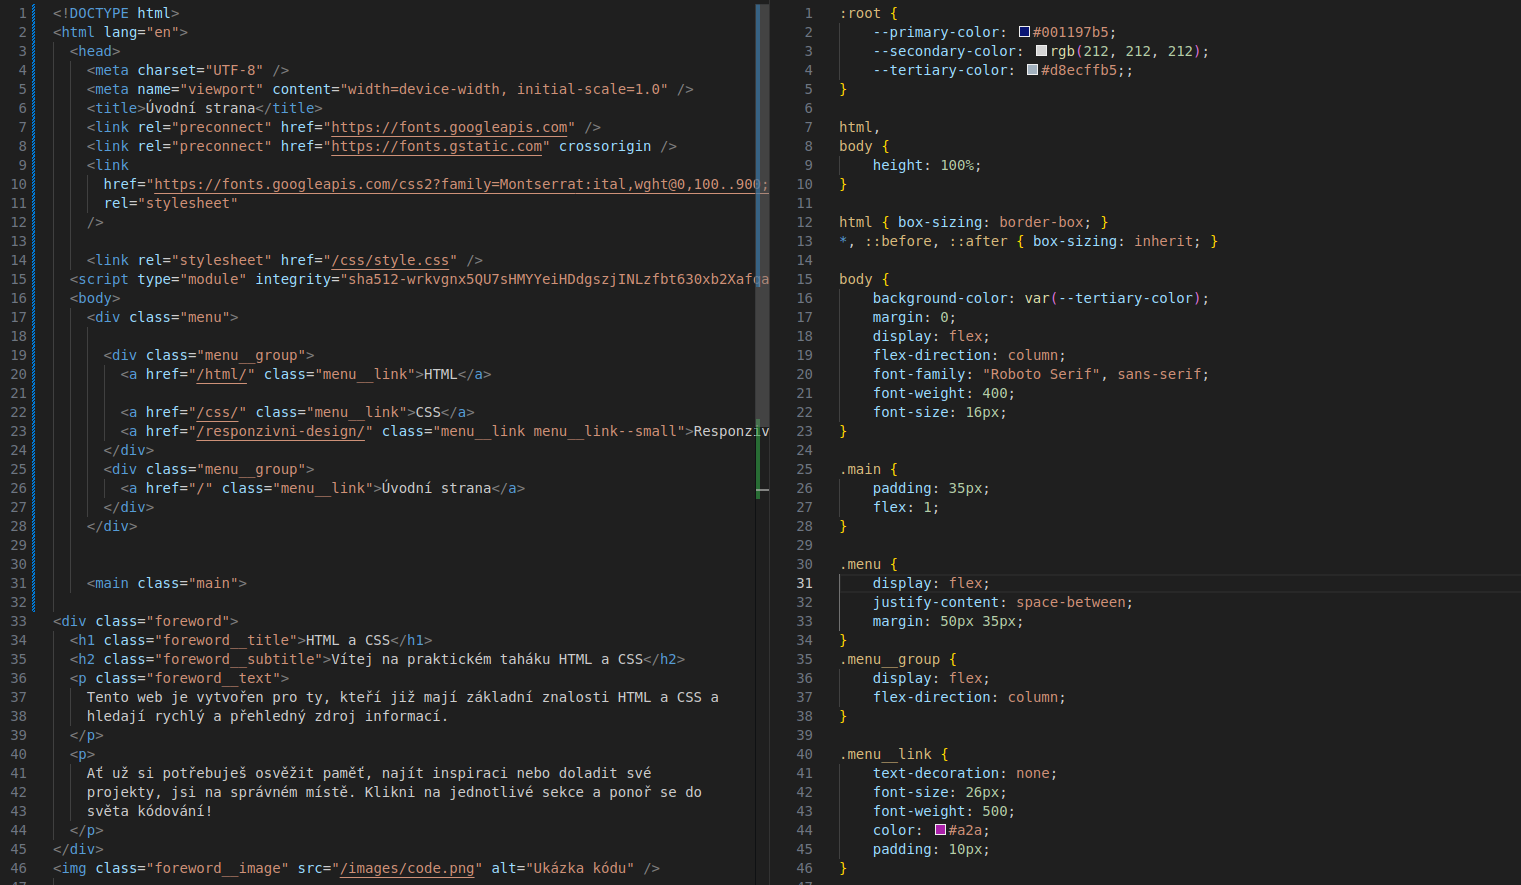 1 <!DOCTYPE html>
2 <html lang="en">
3 <head>
4 <meta charset="UTF-8" />
5 <meta name="viewport" content="width=device-width, initial-scale=1.0" />
6 <title>Úvodní strana</title>
7 <link rel="preconnect" href="https://fonts.googleapis.com" />
8 <link rel="preconnect" href="https://fonts.gstatic.com" crossorigin />
9 <link
10 href="https://fonts.googleapis.com/css2?family=Montserrat:ital,wght@0,100..900;
11 rel="stylesheet"
12 />
13
14 <link rel="stylesheet" href="/css/style.css" />
15 <script type="module" integrity="sha512-wrkvgnx5QU7sHMYYeiHDdgszjINLzfbt630xb2Xafqa
16 <body>
17 <div class="menu">
18
19 <div class="menu__group">
20 <a href="/html/" class="menu__link">HTML</a>
21
22 <a href="/css/" class="menu__link">CSS</a>
23 <a href="/responzivni-design/" class="menu__link menu__link--small">Responziv
24 </div>
25 <div class="menu__group">
26 <a href="/" class="menu__link">Úvodní strana</a>
27 </div>
28 </div>
29
30
31 <main class="main">
32
33 <div class="foreword">
34 <h1 class="foreword__title">HTML a CSS</h1>
35 <h2 class="foreword__subtitle">Vítej na praktickém taháku HTML a CSS</h2>
36 <p class="foreword__text">
37 Tento web je vytvořen pro ty, kteří již mají základní znalosti HTML a CSS a
38 hledají rychlý a přehledný zdroj informací.
39 </p>
40 <p>
41 Ať už si potřebuješ osvěžit paměť, najít inspiraci nebo doladit své
42 projekty, jsi na správném místě. Klikni na jednotlivé sekce a ponoř se do
43 světa kódování!
44 </p>
45 </div>
46 <img class="foreword__image" src="/images/code.png" alt="Ukázka kódu" />
1 :root {
2 --primary-color: #001197b5;
3 --secondary-color: rgb(212, 212, 212);
4 --tertiary-color: #d8ecffb5;;
5 }
6
7 html,
8 body {
9 height: 100%;
10 }
11
12 html { box-sizing: border-box; }
13 *, ::before, ::after { box-sizing: inherit; }
14
15 body {
16 background-color: var(--tertiary-color);
17 margin: 0;
18 display: flex;
19 flex-direction: column;
20 font-family: "Roboto Serif", sans-serif;
21 font-weight: 400;
22 font-size: 16px;
23 }
24
25 .main {
26 padding: 35px;
27 flex: 1;
28 }
29
30 .menu {
31 display: flex;
32 justify-content: space-between;
33 margin: 50px 35px;
34 }
35 .menu__group {
36 display: flex;
37 flex-direction: column;
38 }
39
40 .menu__link {
41 text-decoration: none;
42 font-size: 26px;
43 font-weight: 500;
44 color: #a2a;
45 padding: 10px;
46 }